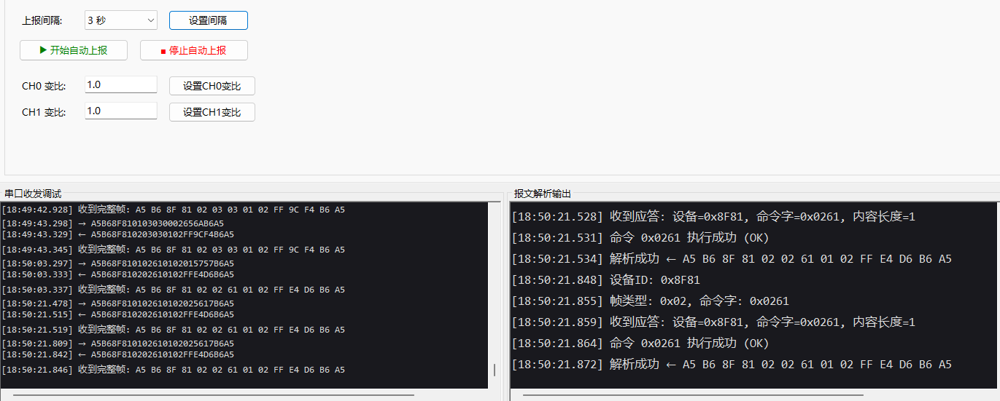 上报间隔: 3 秒 设置间隔
▶ 开始自动上报 ■ 停止自动上报
CH0 变比: 1.0 设置CH0变比
CH1 变比: 1.0 设置CH1变比
串口收发调试
[18:49:42.928] 收到完整帧: A5 B6 8F 81 02 03 03 01 02 FF 9C F4 B6 A5
[18:49:43.298] → A5B68F810103030002656AB6A5
[18:49:43.329] ← A5B68F810203030102FF9CF4B6A5
[18:49:43.345] 收到完整帧: A5 B6 8F 81 02 03 03 01 02 FF 9C F4 B6 A5
[18:50:03.297] → A5B68F810102610102015757B6A5
[18:50:03.333] ← A5B68F810202610102FFE4D6B6A5
[18:50:03.337] 收到完整帧: A5 B6 8F 81 02 02 61 01 02 FF E4 D6 B6 A5
[18:50:21.478] → A5B68F810102610102025617B6A5
[18:50:21.515] ← A5B68F810202610102FFE4D6B6A5
[18:50:21.519] 收到完整帧: A5 B6 8F 81 02 02 61 01 02 FF E4 D6 B6 A5
[18:50:21.809] → A5B68F810102610102025617B6A5
[18:50:21.842] ← A5B68F810202610102FFE4D6B6A5
[18:50:21.846] 收到完整帧: A5 B6 8F 81 02 02 61 01 02 FF E4 D6 B6 A5
报文解析输出
[18:50:21.528] 收到应答: 设备=0x8F81, 命令字=0x0261, 内容长度=1
[18:50:21.531] 命令 0x0261 执行成功 (OK)
[18:50:21.534] 解析成功 ← A5 B6 8F 81 02 02 61 01 02 FF E4 D6 B6 A5
[18:50:21.848] 设备ID: 0x8F81
[18:50:21.855] 帧类型: 0x02, 命令字: 0x0261
[18:50:21.859] 收到应答: 设备=0x8F81, 命令字=0x0261, 内容长度=1
[18:50:21.864] 命令 0x0261 执行成功 (OK)
[18:50:21.872] 解析成功 ← A5 B6 8F 81 02 02 61 01 02 FF E4 D6 B6 A5